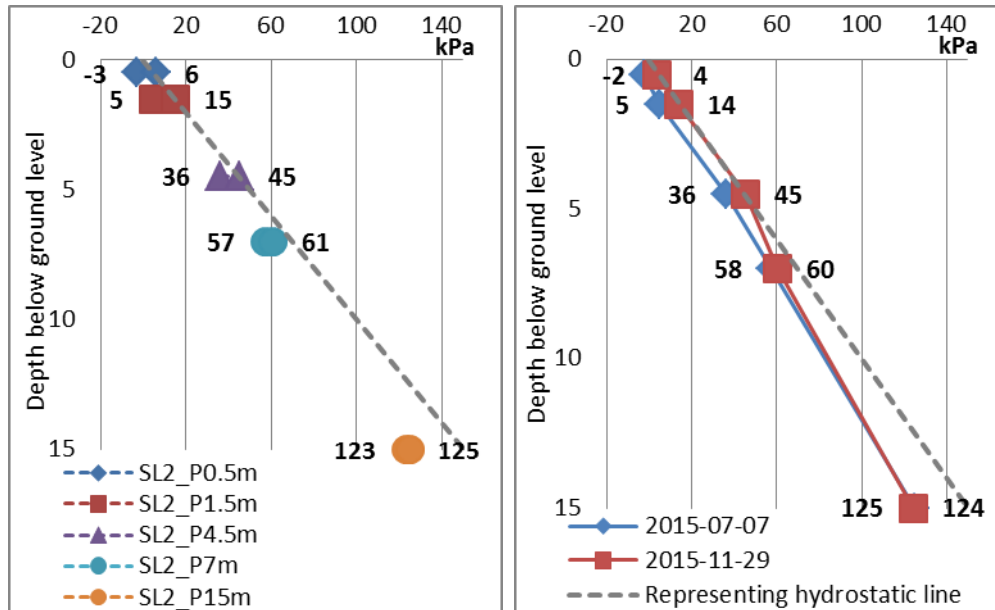 -20 20 60 100 140
kPa
0
-3 6
5 15
36 45
5
57 61
10
15
123 125
Depth below ground level
SL2_P0.5m
SL2_P1.5m
SL2_P4.5m
SL2_P7m
SL2_P15m
-20 20 60 100 140
kPa
0
-2 4
5 14
36 45
5
58 60
10
15
125 124
Depth below ground level
2015-07-07
2015-11-29
Representing hydrostatic line